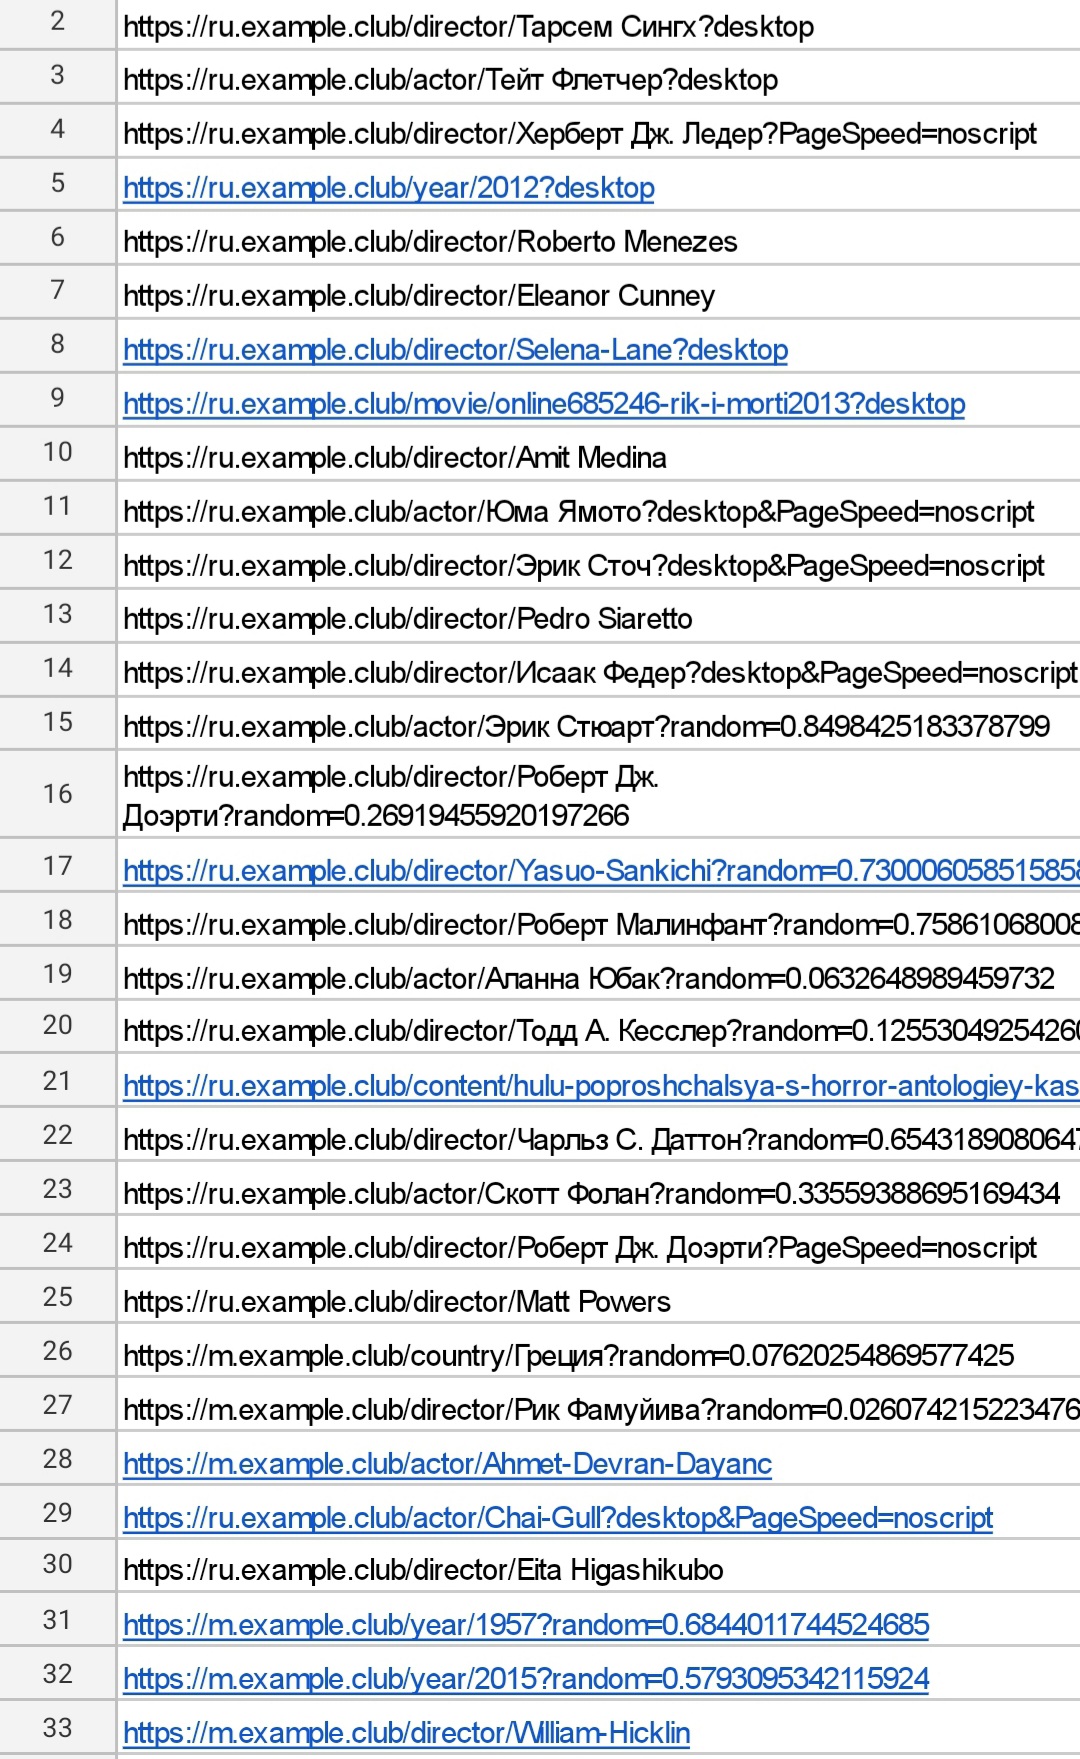 2 https://ru.example.club/director/Тарсем Сингх?desktop
3 https://ru.example.club/actor/Тейт Флетчер?desktop
4 https://ru.example.club/director/Херберт Дж. Ледер?PageSpeed=noscript
5 https://ru.example.club/year/2012?desktop
6 https://ru.example.club/director/Roberto Menezes
7 https://ru.example.club/director/Eleanor Cunney
8 https://ru.example.club/director/Selena-Lane?desktop
9 https://ru.example.club/movie/online685246-rik-i-morti2013?desktop
10 https://ru.example.club/director/Amit Medina
11 https://ru.example.club/actor/Юма Ямото?desktop&PageSpeed=noscript
12 https://ru.example.club/director/Эрик Сточ?desktop&PageSpeed=noscript
13 https://ru.example.club/director/Pedro Siaretto
14 https://ru.example.club/director/Исаак Федер?desktop&PageSpeed=noscript
15 https://ru.example.club/actor/Эрик Стюарт?random=0.8498425183378799
16 https://ru.example.club/director/Роберт Дж.
Доэрти?random=0.26919455920197266
17 https://ru.example.club/director/Yasuo-Sankichi?random=0.730006058515858
18 https://ru.example.club/director/Роберт Малинфант?random=0.75861068008
19 https://ru.example.club/actor/Аланна Юбак?random=0.0632648989459732
20 https://ru.example.club/director/Тодд А. Кесслер?random=0.12553049254260
21 https://ru.example.club/content/hulu-poproshchalsya-s-horror-antologiey-kas
22 https://ru.example.club/director/Чарльз С. Даттон?random=0.6543189080647
23 https://ru.example.club/actor/Скотт Фолан?random=0.33559388695169434
24 https://ru.example.club/director/Роберт Дж. Доэрти?PageSpeed=noscript
25 https://ru.example.club/director/Matt Powers
26 https://m.example.club/country/Греция?random=0.07620254869577425
27 https://m.example.club/director/Рик Фамуйива?random=0.026074215223476
28 https://m.example.club/actor/Ahmet-Devran-Dayanc
29 https://ru.example.club/actor/Chai-Gull?desktop&PageSpeed=noscript
30 https://ru.example.club/director/Eita Higashikubo
31 https://m.example.club/year/1957?random=0.6844011744524685
32 https://m.example.club/year/2015?random=0.5793095342115924
33 https://m.example.club/director/William-Hicklin